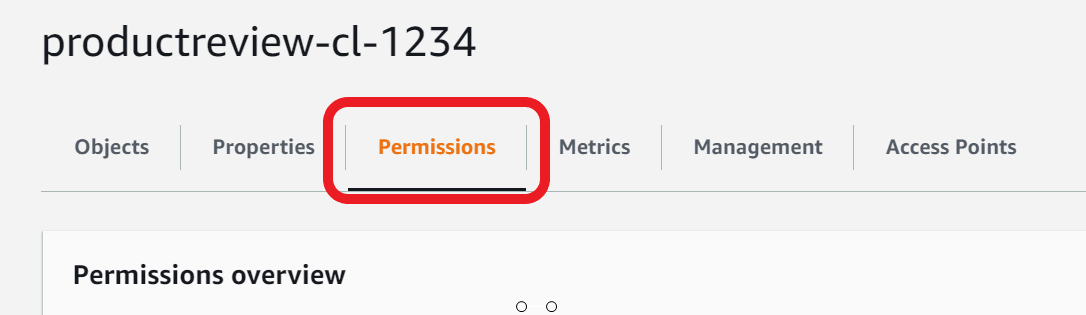 productreview-cl-1234
Objects Properties Permissions Metrics Management Access Points
Permissions overview